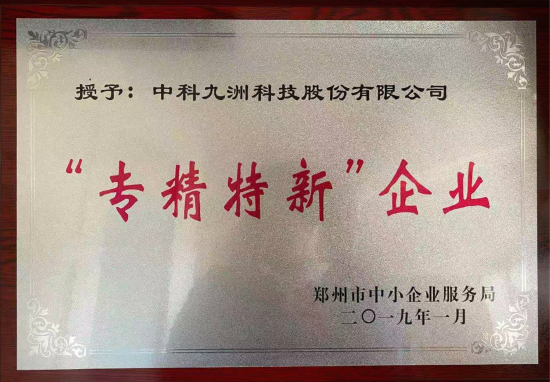 授予：中科九洲科技股份有限公司
“专精特新”企业
郑州市中小企业服务局
二〇一九年一月